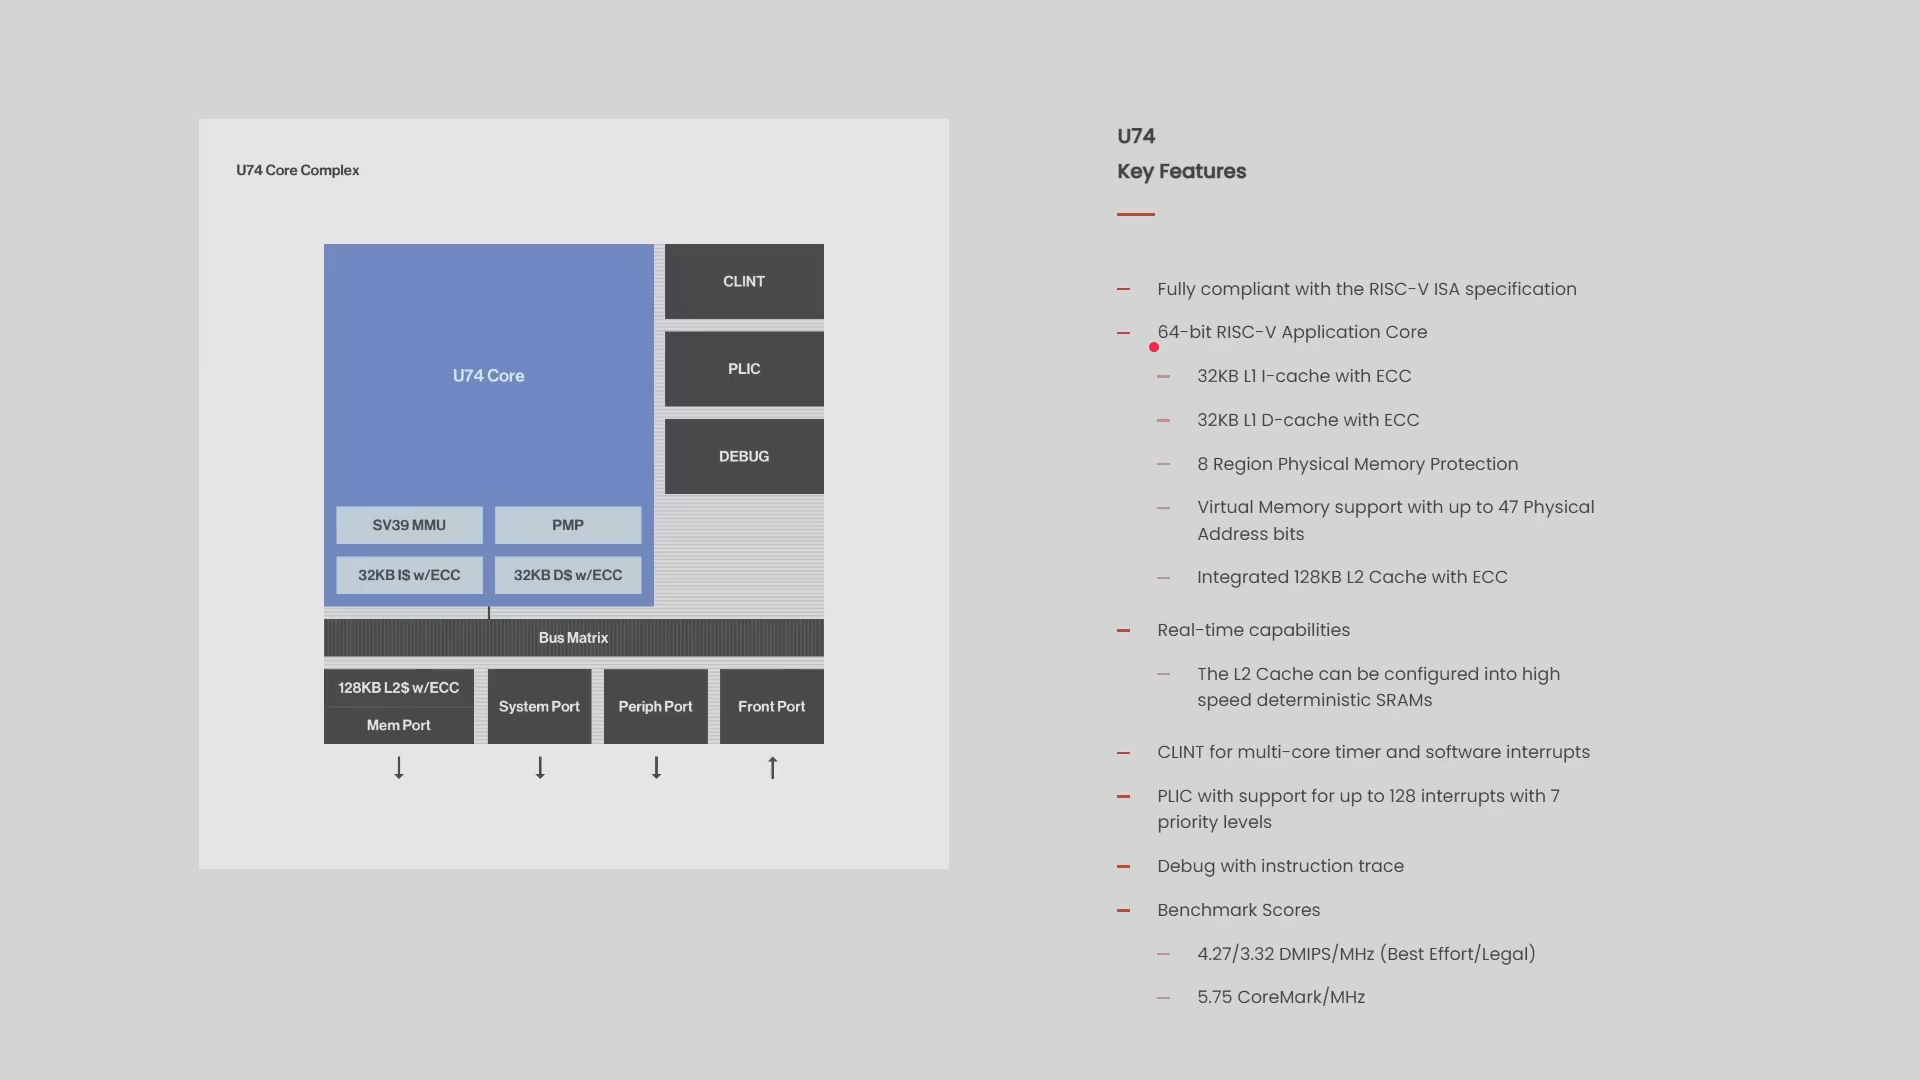 U74 Core Complex
U74 Core
CLINT
PLIC
DEBUG
SV39 MMU
PMP
32KB I$ w/ECC
32KB D$ w/ECC
Bus Matrix
128KB L2$ w/ECC
Mem Port
System Port
Periph Port
Front Port
U74
Key Features
Fully compliant with the RISC-V ISA specification
64-bit RISC-V Application Core
32KB L1 I-cache with ECC
32KB L1 D-cache with ECC
8 Region Physical Memory Protection
Virtual Memory support with up to 47 Physical
Address bits
Integrated 128KB L2 Cache with ECC
Real-time capabilities
The L2 Cache can be configured into high
speed deterministic SRAMs
CLINT for multi-core timer and software interrupts
PLIC with support for up to 128 interrupts with 7
priority levels
Debug with instruction trace
Benchmark Scores
4.27/3.32 DMIPS/MHz (Best Effort/Legal)
5.75 CoreMark/MHz